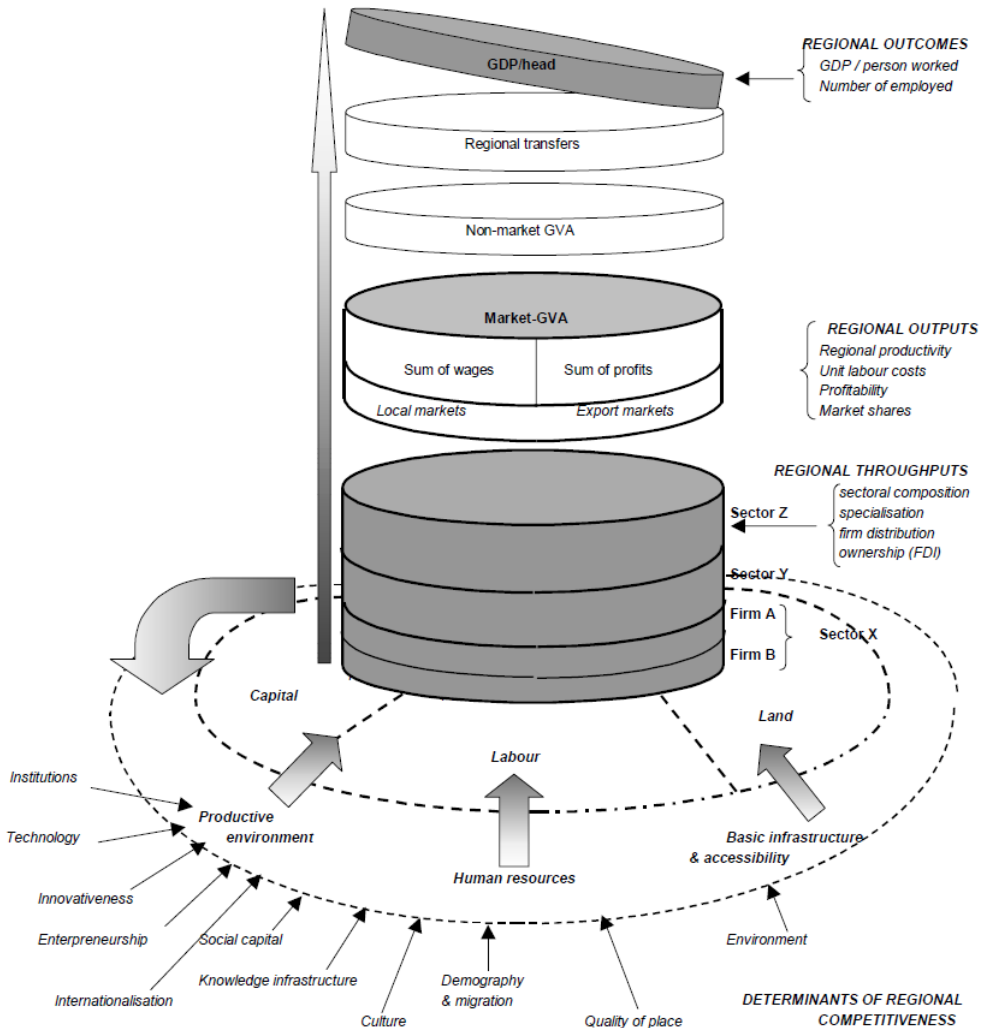 REGIONAL OUTCOMES
GDP / person worked
Number of employed
GDP/head
Regional transfers
Non-market GVA
Market-GVA
Sum of wages
Sum of profits
Local markets
Export markets
REGIONAL OUTPUTS
Regional productivity
Unit labour costs
Profitability
Market shares
REGIONAL THROUGHPUTS
sectoral composition
specialisation
firm distribution
ownership (FDI)
Sector Z
Sector Y
Firm A
Sector X
Firm B
Capital
Land
Labour
Institutions
Productive
environment
Technology
Basic infrastructure
& accessibility
Human resources
Innovativeness
Enterpreneurship
Social capital
Environment
Knowledge infrastructure
Demography
& migration
Internationalisation
Culture
Quality of place
DETERMINANTS OF REGIONAL
COMPETITIVENESS